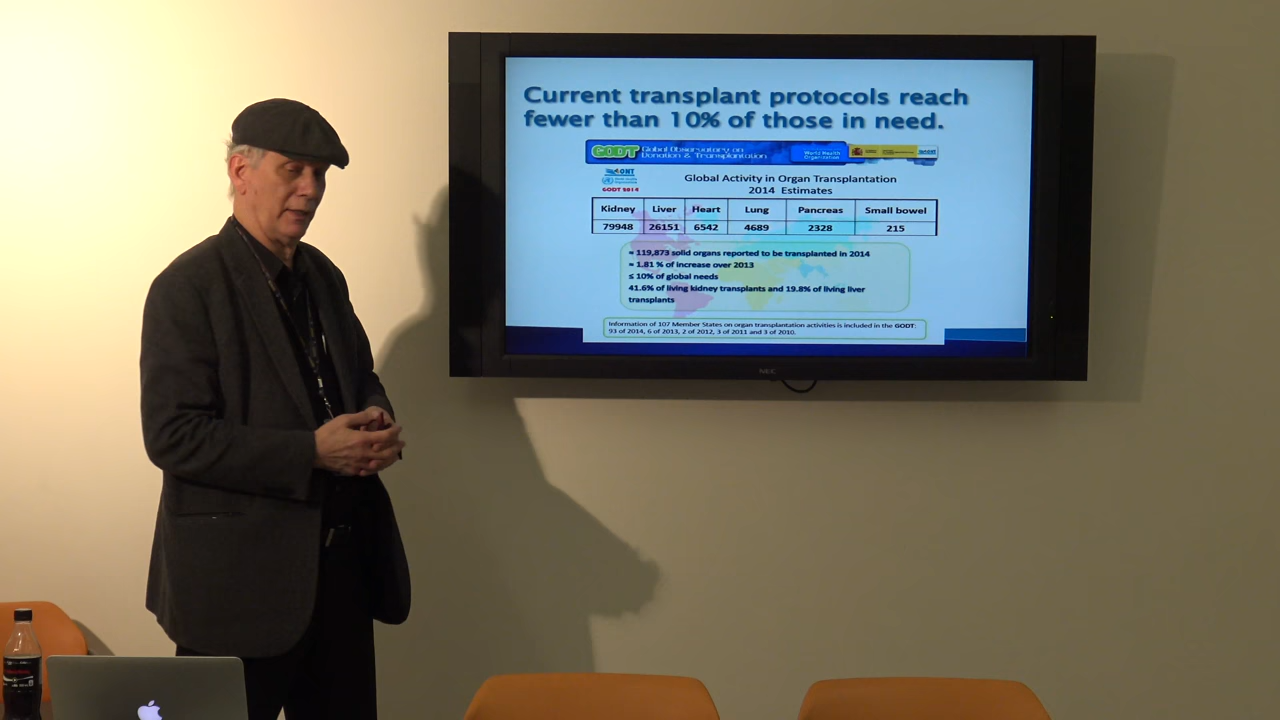 Current transplant protocols reach
fewer than 10% of those in need.
GODT Global Observatory on
Donation & Transplantation
World Health
Organization
ONT
GODT 2014
Global Activity in Organ Transplantation
2014 Estimates
Kidney Liver Heart Lung Pancreas Small bowel
79948 26151 6542 4689 2328 215
≈ 119,873 solid organs reported to be transplanted in 2014
≈ 1.81 % of increase over 2013
≤ 10% of global needs
41.6% of living kidney transplants and 19.8% of living liver
transplants
Information of 107 Member States on organ transplantation activities is included in the GODT:
93 of 2014, 6 of 2013, 2 of 2012, 3 of 2011 and 3 of 2010.
NEC